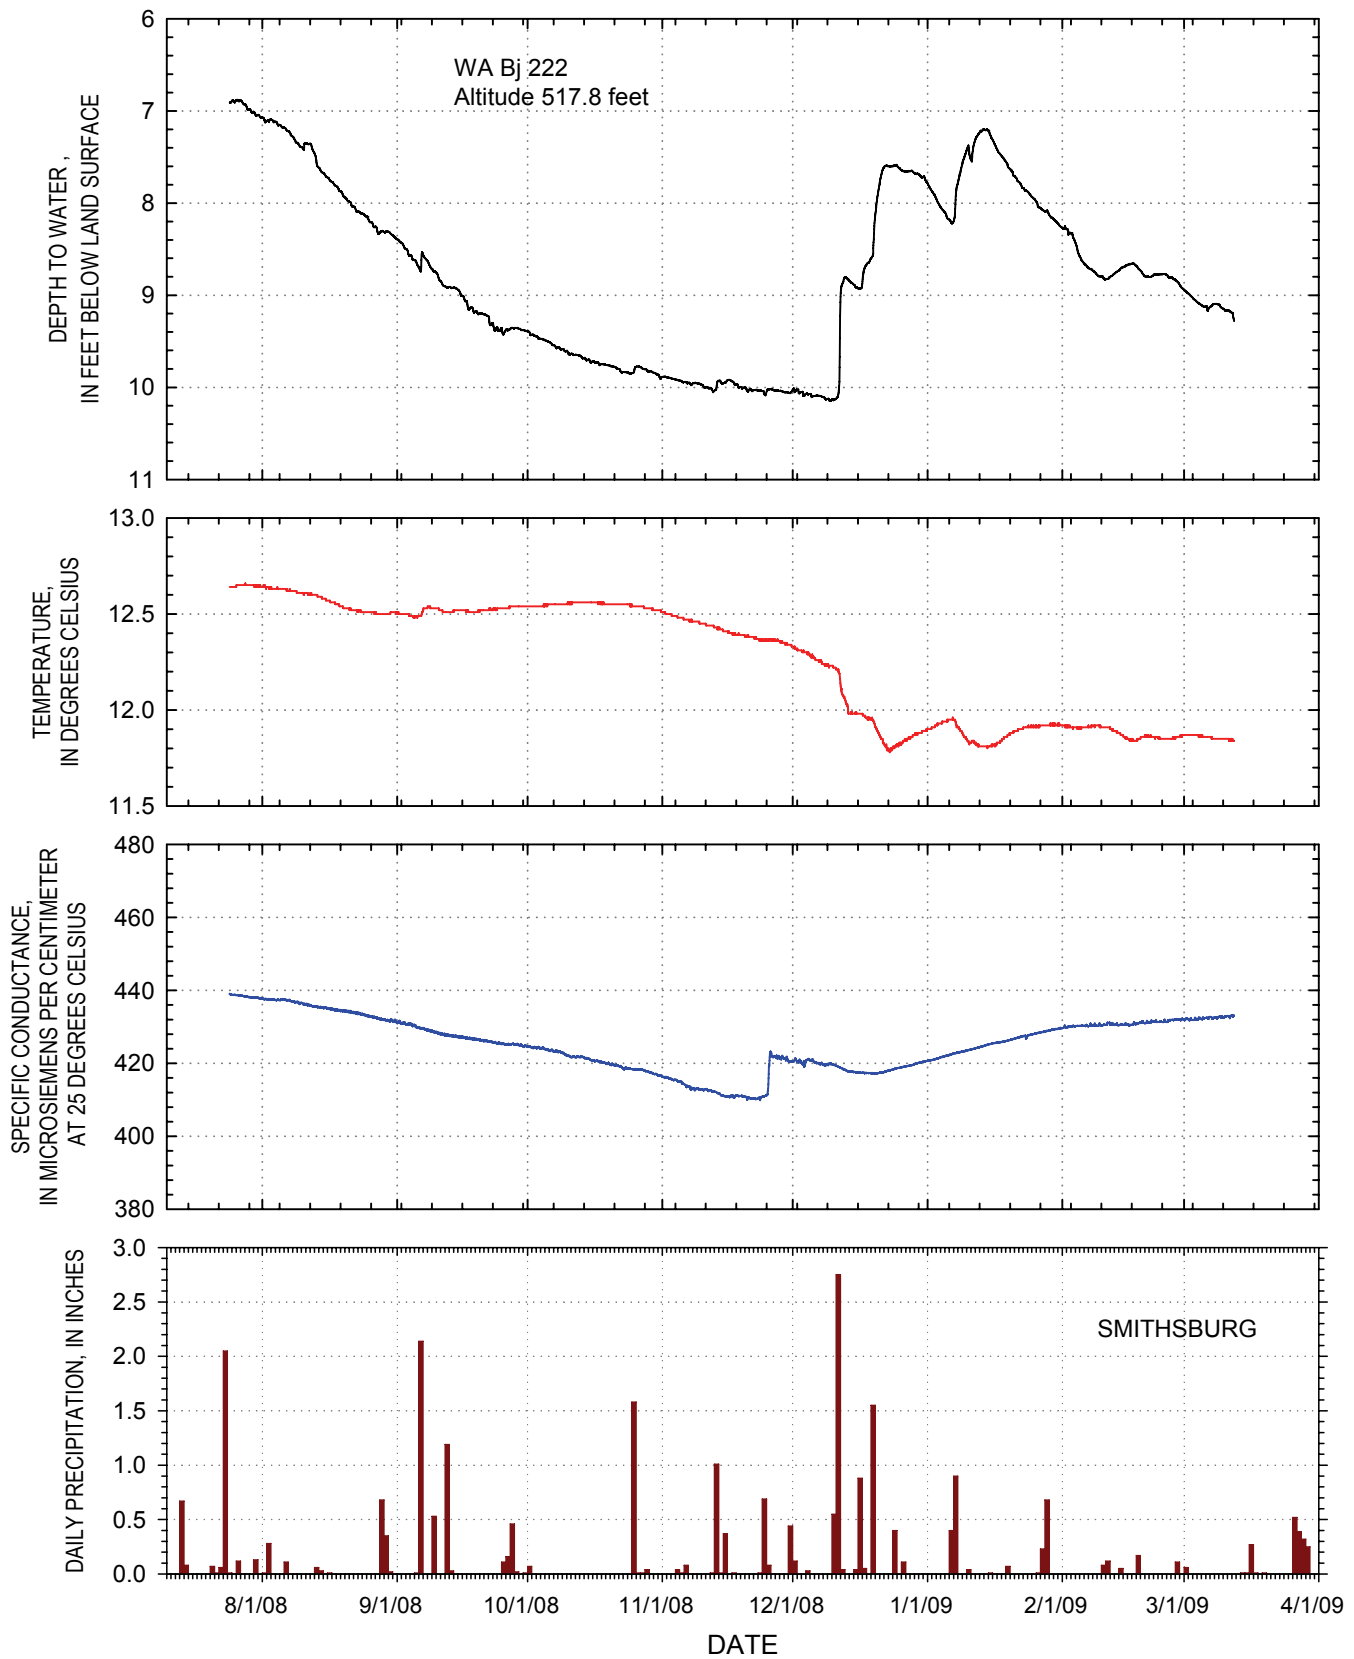 6
7
8
9
10
11
DEPTH TO WATER ,
IN FEET BELOW LAND SURFACE
WA Bj 222
Altitude 517.8 feet
13.0
12.5
12.0
11.5
TEMPERATURE,
IN DEGREES CELSIUS
480
460
440
420
400
380
SPECIFIC CONDUCTANCE,
IN MICROSIEMENS PER CENTIMETER
AT 25 DEGREES CELSIUS
3.0
2.5
2.0
1.5
1.0
0.5
0.0
DAILY PRECIPITATION, IN INCHES
SMITHSBURG
8/1/08 9/1/08 10/1/08 11/1/08 12/1/08 1/1/09 2/1/09 3/1/09 4/1/09
DATE